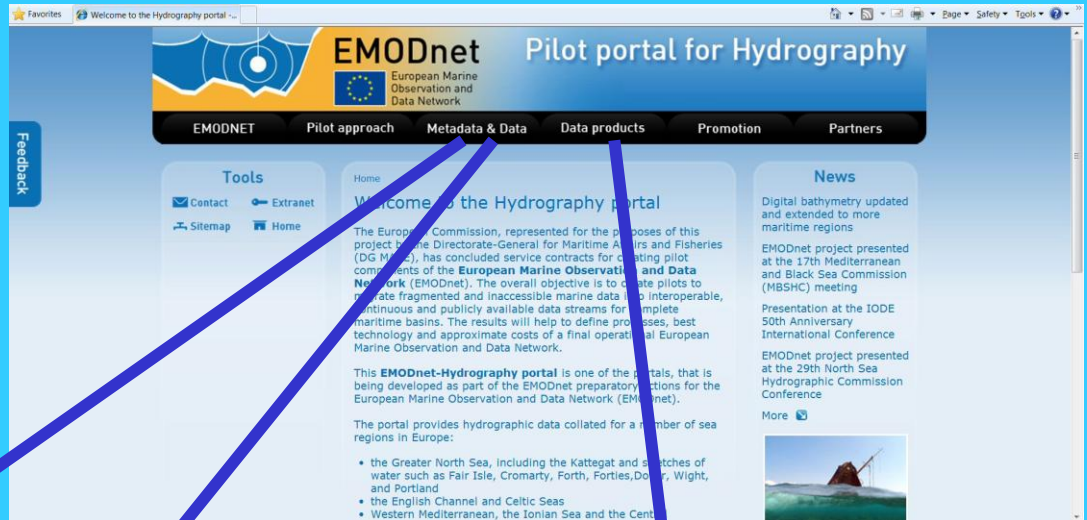 Favorites
Welcome to the Hydrography portal -...
Page
Safety
Tools
EMODnet
European Marine
Observation and
Data Network
Pilot portal for Hydrography
EMODNET
Pilot approach
Metadata & Data
Data products
Promotion
Partners
Feedback
Tools
Contact
Extranet
Sitemap
Home
Home
Welcome to the Hydrography portal
The European Commission, represented for the purposes of this
project by the Directorate-General for Maritime Affairs and Fisheries
(DG MARE), has concluded service contracts for creating pilot
components of the European Marine Observation and Data
Network (EMODnet). The overall objective is to create pilots to
migrate fragmented and inaccessible marine data into interoperable,
continuous and publicly available data streams for complete
maritime basins. The results will help to define processes, best
technology and approximate costs of a final operational European
Marine Observation and Data Network.
This EMODnet-Hydrography portal is one of the portals, that is
being developed as part of the EMODnet preparatory actions for the
European Marine Observation and Data Network (EMODnet).
The portal provides hydrographic data collated for a number of sea
regions in Europe:
• the Greater North Sea, including the Kattegat and stretches of
water such as Fair Isle, Cromarty, Forth, Forties,Dover, Wight,
and Portland
• the English Channel and Celtic Seas
• Western Mediterranean, the Ionian Sea and the Central
News
Digital bathymetry updated
and extended to more
maritime regions
EMODnet project presented
at the 17th Mediterranean
and Black Sea Commission
(MBSHC) meeting
Presentation at the IODE
50th Anniversary
International Conference
EMODnet project presented
at the 29th North Sea
Hydrographic Commission
Conference
More